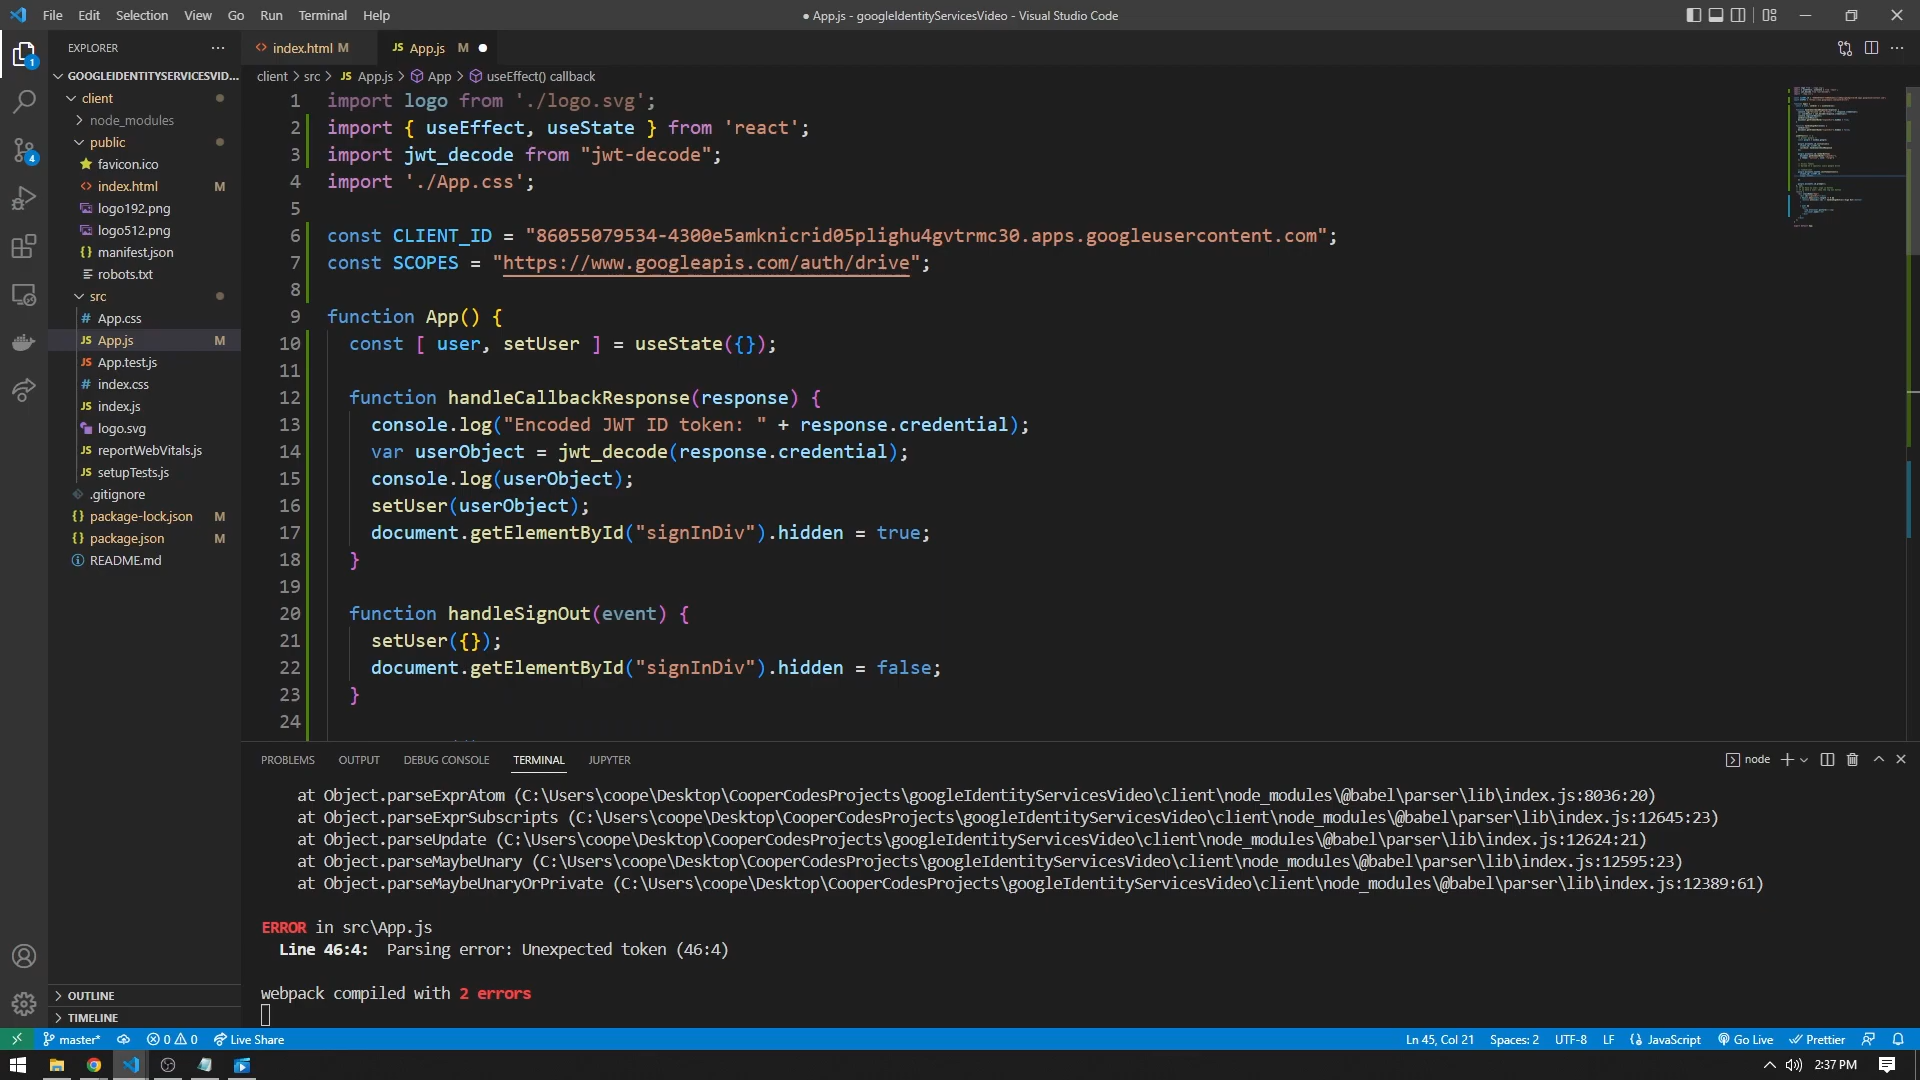 File Edit Selection View Go Run Terminal Help
● App.js - googleIdentityServicesVideo - Visual Studio Code
EXPLORER
GOOGLEIDENTITYSERVICESVID...
client
node_modules
public
favicon.ico
index.html M
logo192.png
logo512.png
manifest.json
robots.txt
src
App.css
App.js M
App.test.js
index.css
index.js
logo.svg
reportWebVitals.js
setupTests.js
.gitignore
package-lock.json M
package.json M
README.md
OUTLINE
TIMELINE
1
4
index.html M
JS App.js M
client > src > JS App.js > App > useEffect() callback
1 import logo from './logo.svg';
2 import { useEffect, useState } from 'react';
3 import jwt_decode from "jwt-decode";
4 import './App.css';
5
6 const CLIENT_ID = "86055079534-4300e5amknicrid05plighu4gvtrmc30.apps.googleusercontent.com";
7 const SCOPES = "https://www.googleapis.com/auth/drive";
8
9 function App() {
10 const [ user, setUser ] = useState({});
11
12 function handleCallbackResponse(response) {
13 console.log("Encoded JWT ID token: " + response.credential);
14 var userObject = jwt_decode(response.credential);
15 console.log(userObject);
16 setUser(userObject);
17 document.getElementById("signInDiv").hidden = true;
18 }
19
20 function handleSignOut(event) {
21 setUser({});
22 document.getElementById("signInDiv").hidden = false;
23 }
24
PROBLEMS OUTPUT DEBUG CONSOLE TERMINAL JUPYTER
node
at Object.parseExprAtom (C:\Users\coope\Desktop\CooperCodesProjects\googleIdentityServicesVideo\client\node_modules\@babel\parser\lib\index.js:8036:20)
at Object.parseExprSubscripts (C:\Users\coope\Desktop\CooperCodesProjects\googleIdentityServicesVideo\client\node_modules\@babel\parser\lib\index.js:12645:23)
at Object.parseUpdate (C:\Users\coope\Desktop\CooperCodesProjects\googleIdentityServicesVideo\client\node_modules\@babel\parser\lib\index.js:12624:21)
at Object.parseMaybeUnary (C:\Users\coope\Desktop\CooperCodesProjects\googleIdentityServicesVideo\client\node_modules\@babel\parser\lib\index.js:12595:23)
at Object.parseMaybeUnaryOrPrivate (C:\Users\coope\Desktop\CooperCodesProjects\googleIdentityServicesVideo\client\node_modules\@babel\parser\lib\index.js:12389:61)
ERROR in src\App.js
Line 46:4: Parsing error: Unexpected token (46:4)
webpack compiled with 2 errors
master* 0 0 Live Share
Ln 45, Col 21 Spaces: 2 UTF-8 LF JavaScript Go Live Prettier
2:37 PM